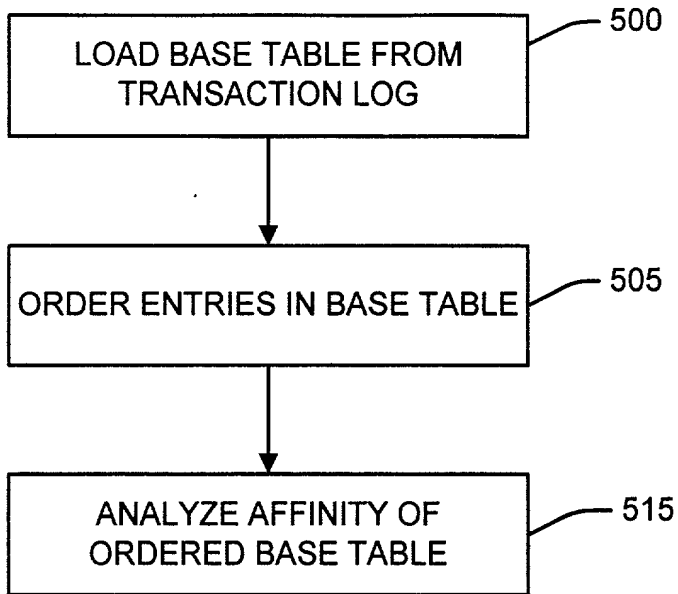 500
LOAD BASE TABLE FROM
TRANSACTION LOG
505
ORDER ENTRIES IN BASE TABLE
515
ANALYZE AFFINITY OF
ORDERED BASE TABLE